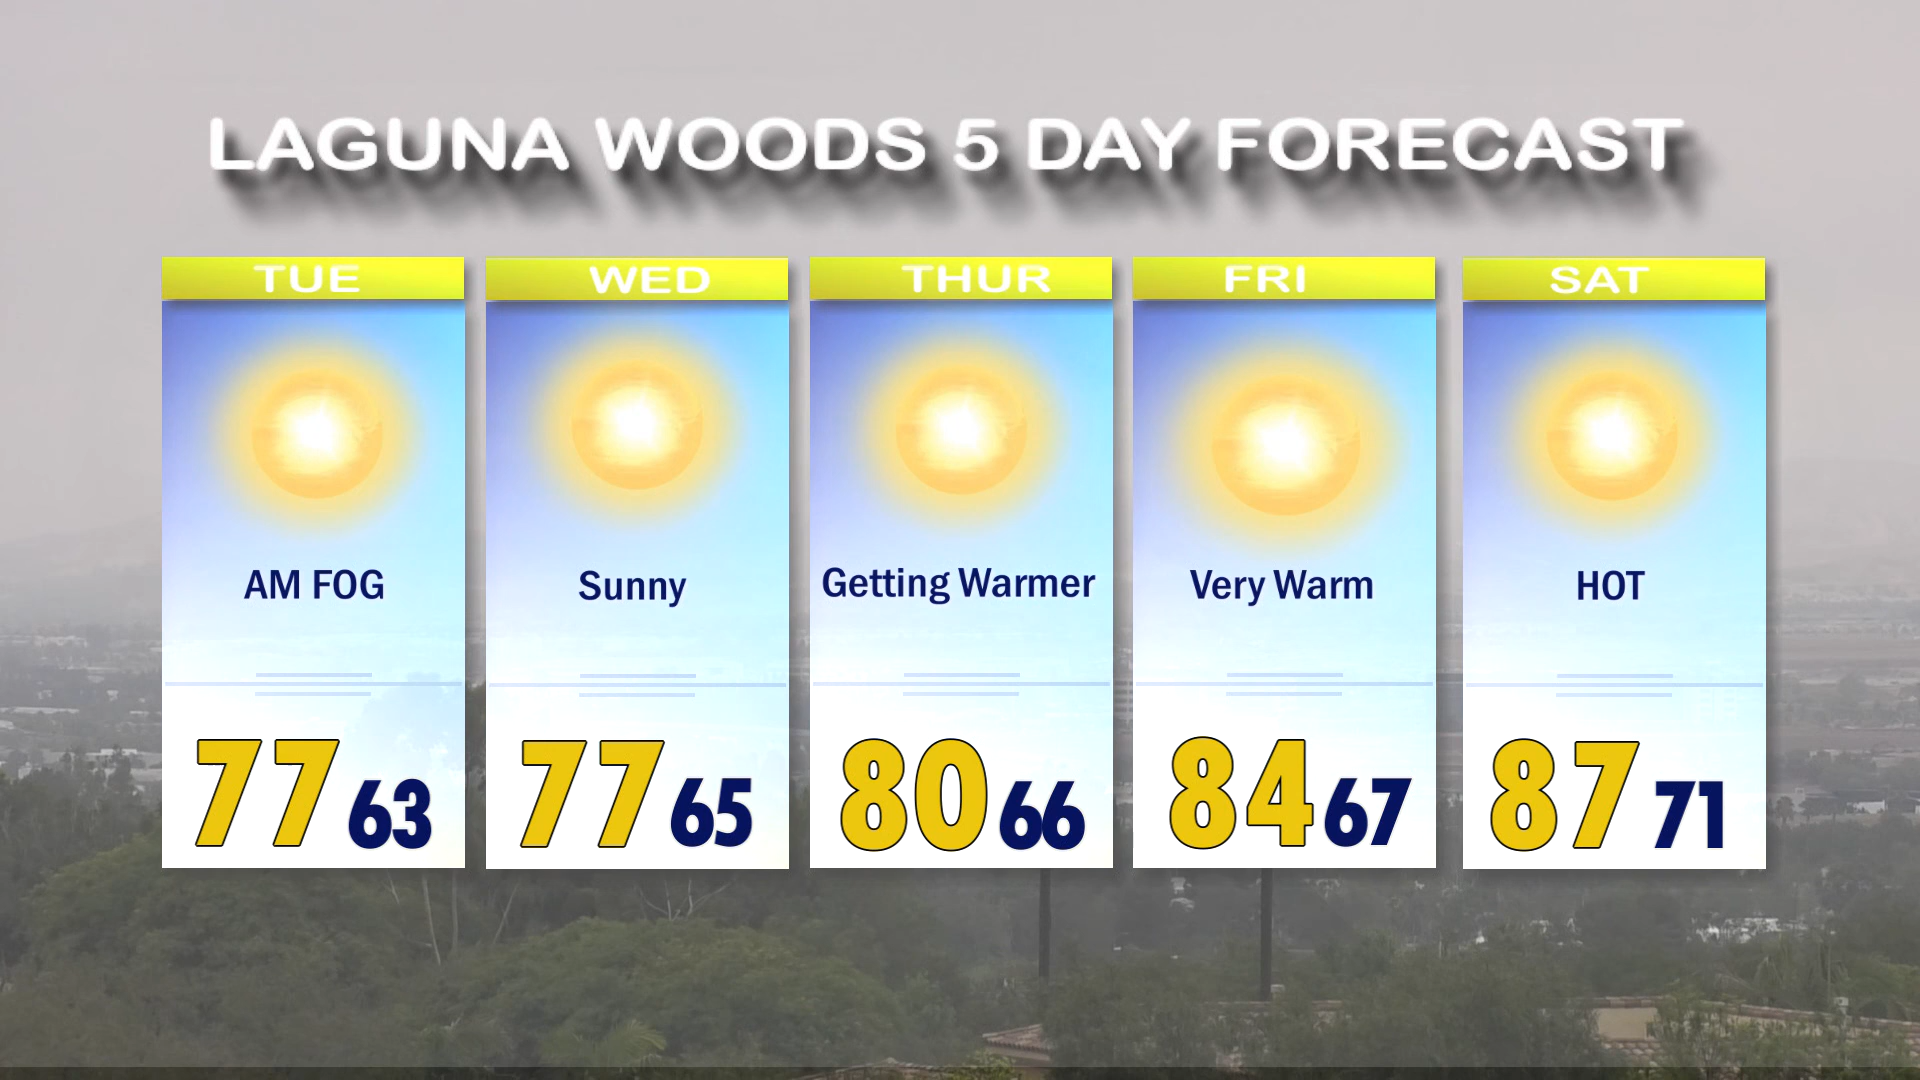 LAGUNA WOODS 5 DAY FORECAST
TUE
AM FOG
77 63
WED
Sunny
77 65
THUR
Getting Warmer
80 66
FRI
Very Warm
84 67
SAT
HOT
87 71